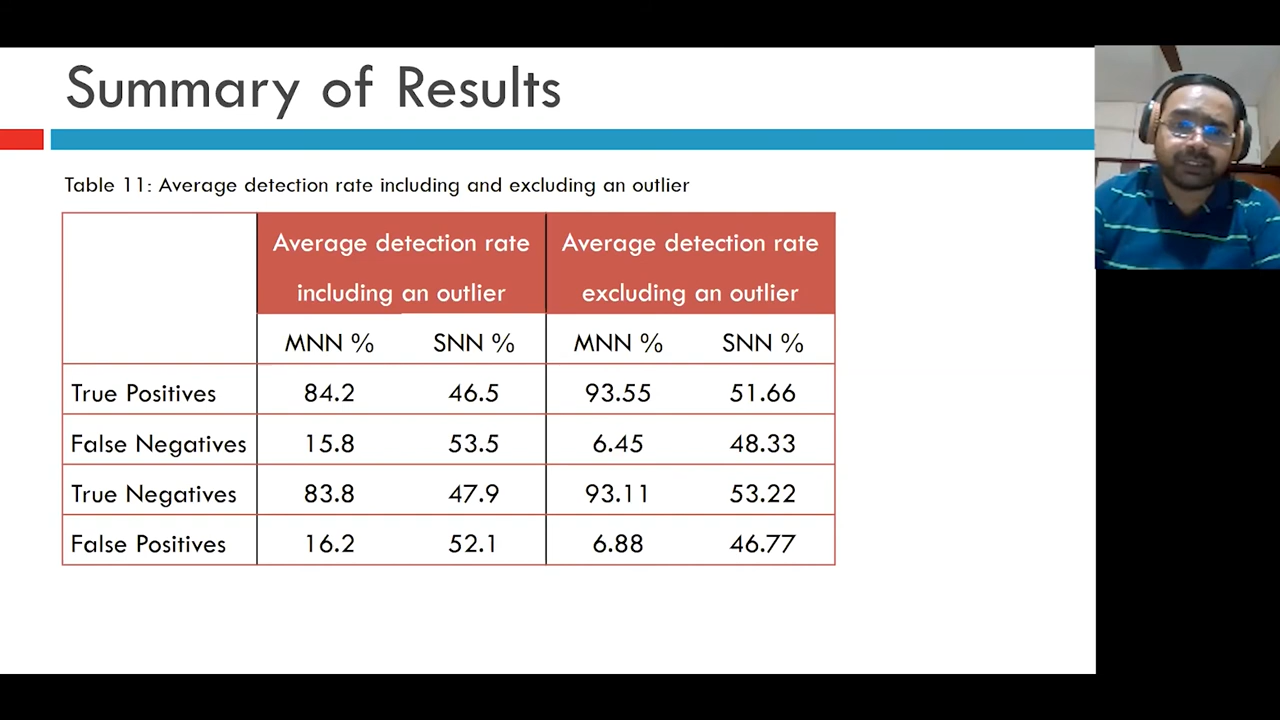 Summary of Results
Table 11: Average detection rate including and excluding an outlier
Average detection rate including an outlier
Average detection rate excluding an outlier
MNN % SNN % MNN % SNN %
True Positives 84.2 46.5 93.55 51.66
False Negatives 15.8 53.5 6.45 48.33
True Negatives 83.8 47.9 93.11 53.22
False Positives 16.2 52.1 6.88 46.77